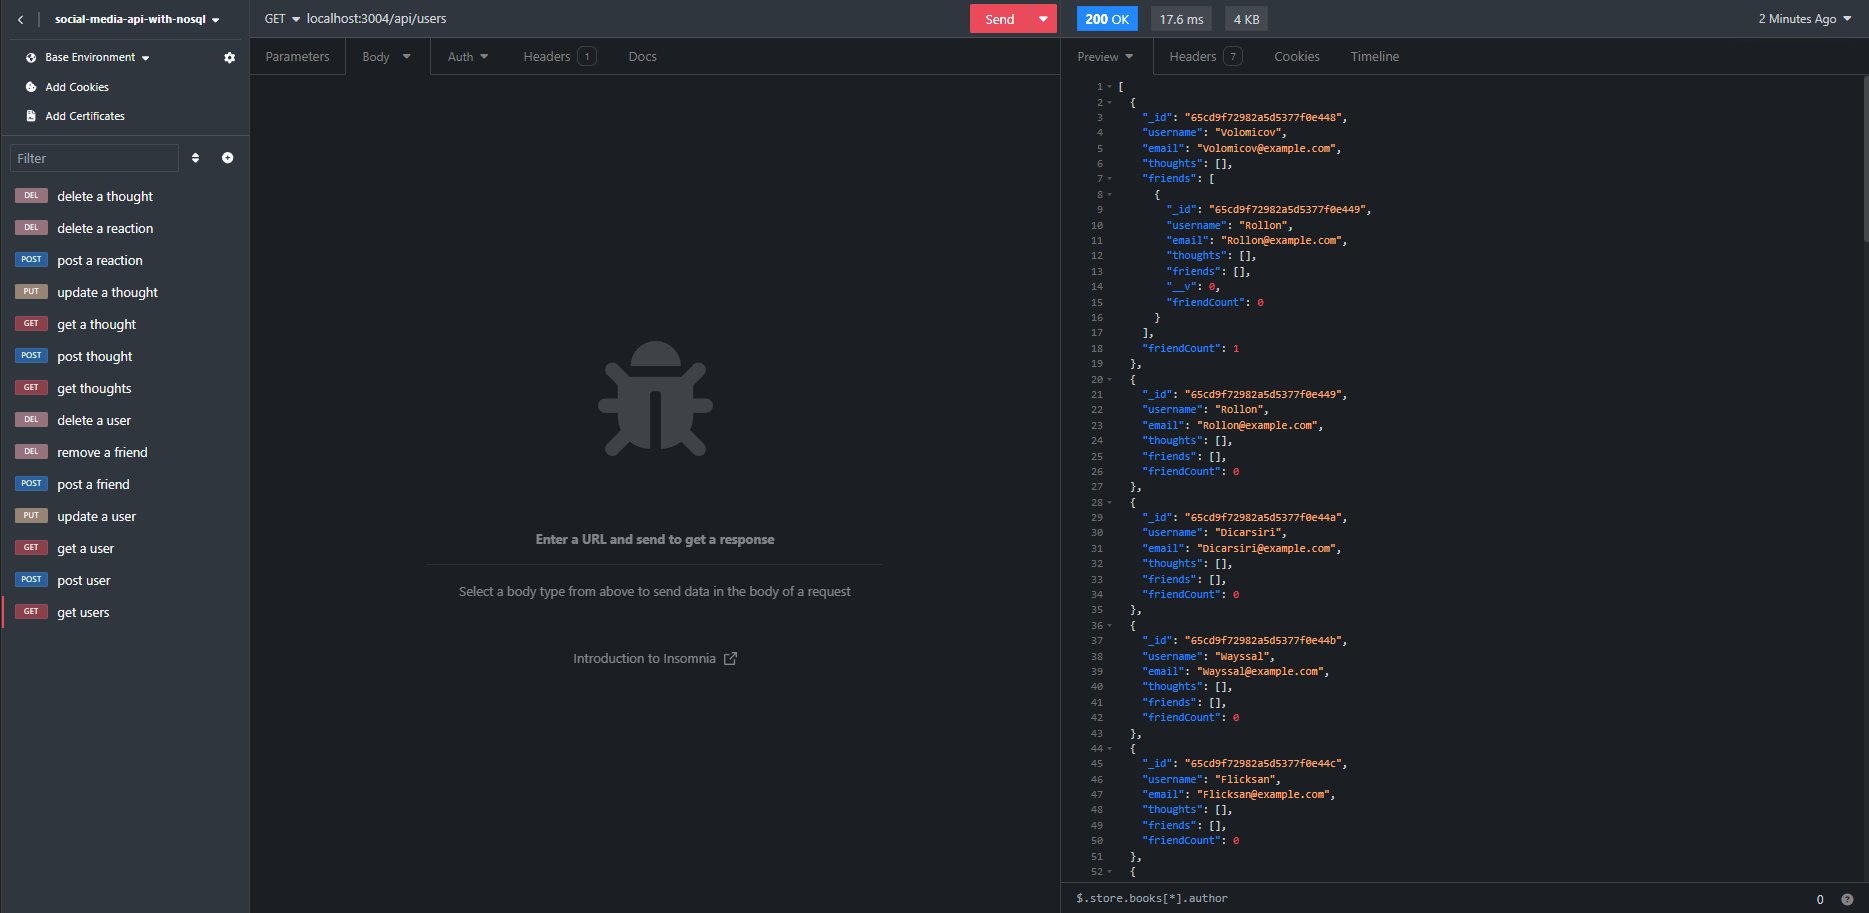 social-media-api-with-nosql
Base Environment
Add Cookies
Add Certificates
Filter
DEL delete a thought
DEL delete a reaction
POST post a reaction
PUT update a thought
GET get a thought
POST post thought
GET get thoughts
DEL delete a user
DEL remove a friend
POST post a friend
PUT update a user
GET get a user
POST post user
GET get users
GET localhost:3004/api/users Send
Parameters Body Auth Headers 1 Docs
Enter a URL and send to get a response
Select a body type from above to send data in the body of a request
Introduction to Insomnia
200 OK 17.6 ms 4 KB 2 Minutes Ago
Preview Headers 7 Cookies Timeline
1 [
2 {
3 "_id": "65cd9f72982a5d5377f0e448",
4 "username": "Volomicov",
5 "email": "Volomicov@example.com",
6 "thoughts": [],
7 "friends": [
8 {
9 "_id": "65cd9f72982a5d5377f0e449",
10 "username": "Rollon",
11 "email": "Rollon@example.com",
12 "thoughts": [],
13 "friends": [],
14 "__v": 0,
15 "friendCount": 0
16 }
17 ],
18 "friendCount": 1
19 },
20 {
21 "_id": "65cd9f72982a5d5377f0e449",
22 "username": "Rollon",
23 "email": "Rollon@example.com",
24 "thoughts": [],
25 "friends": [],
26 "friendCount": 0
27 },
28 {
29 "_id": "65cd9f72982a5d5377f0e44a",
30 "username": "Dicarsiri",
31 "email": "Dicarsiri@example.com",
32 "thoughts": [],
33 "friends": [],
34 "friendCount": 0
35 },
36 {
37 "_id": "65cd9f72982a5d5377f0e44b",
38 "username": "Wayssal",
39 "email": "Wayssal@example.com",
40 "thoughts": [],
41 "friends": [],
42 "friendCount": 0
43 },
44 {
45 "_id": "65cd9f72982a5d5377f0e44c",
46 "username": "Flicksan",
47 "email": "Flicksan@example.com",
48 "thoughts": [],
49 "friends": [],
50 "friendCount": 0
51 },
52 {
$.store.books[*].author 0 ?